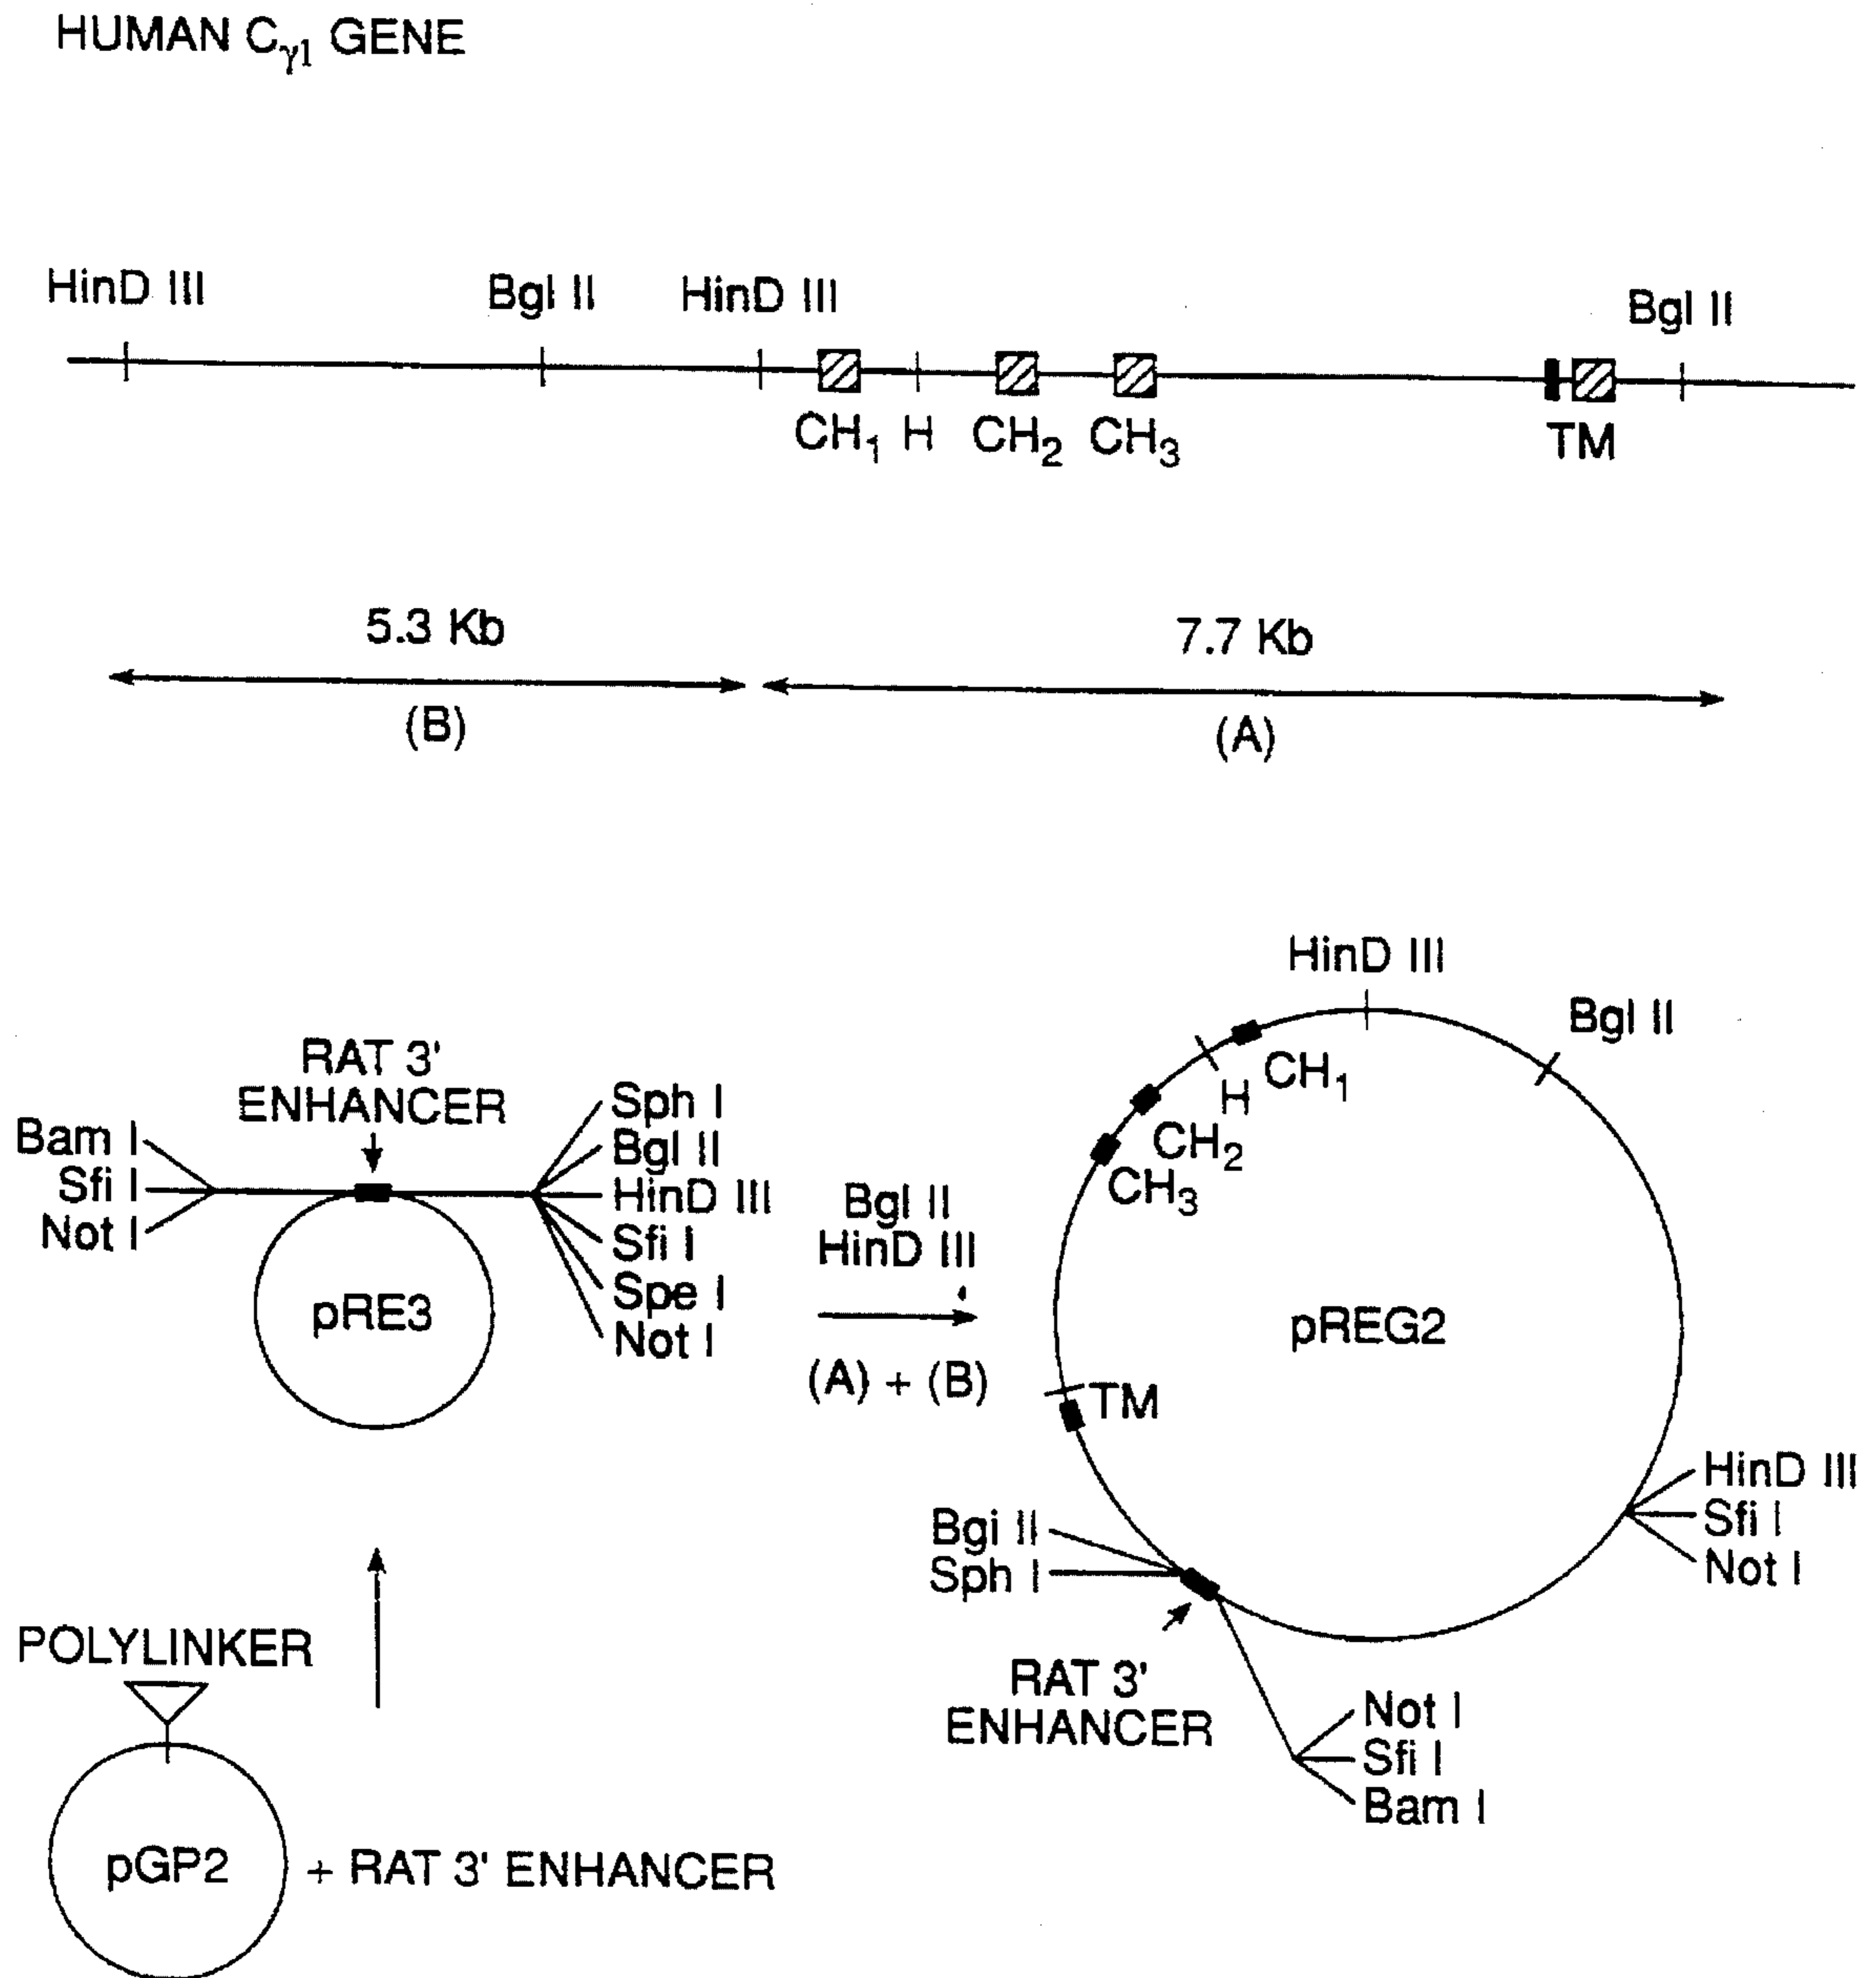 HUMAN Cγ1 GENE
HinD III
Bgl II
HinD III
Bgl II
CH1
H
CH2
CH3
TM
5.3 Kb
7.7 Kb
(B)
(A)
RAT 3'
ENHANCER
Bam I
Sfi I
Not I
Sph I
Bgl II
HinD III
Sfi I
Spe I
Not I
pRE3
Bgl II
HinD III
(A) + (B)
HinD III
Bgl II
CH1
H
CH2
CH3
pREG2
TM
HinD III
Sfi I
Not I
Bgi II
Sph I
RAT 3'
ENHANCER
Not I
Sfi I
Bam I
POLYLINKER
pGP2
+ RAT 3' ENHANCER